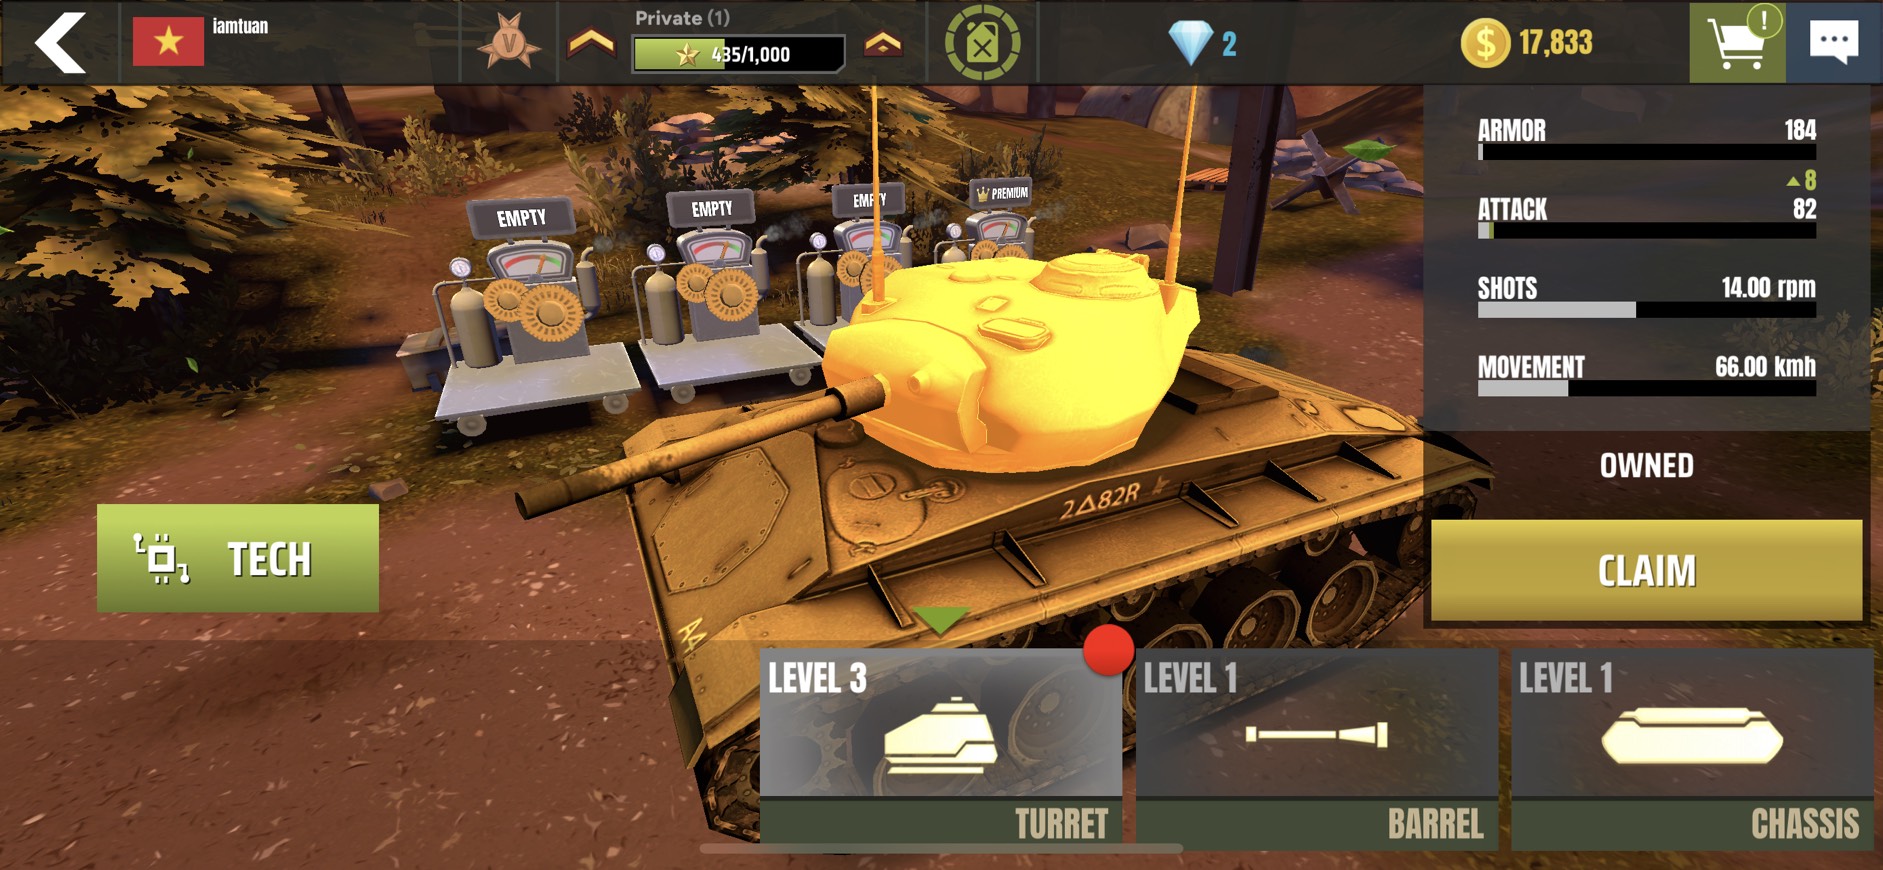 iamtuan
V
Private (1)
435/1,000
2
$
17,833
!
ARMOR 184
8
ATTACK 82
SHOTS 14.00 rpm
MOVEMENT 66.00 kmh
EMPTY
EMPTY
EMPTY
PREMIUM
OWNED
CLAIM
TECH
2Δ82R
LEVEL 3
TURRET
LEVEL 1
BARREL
LEVEL 1
CHASSIS